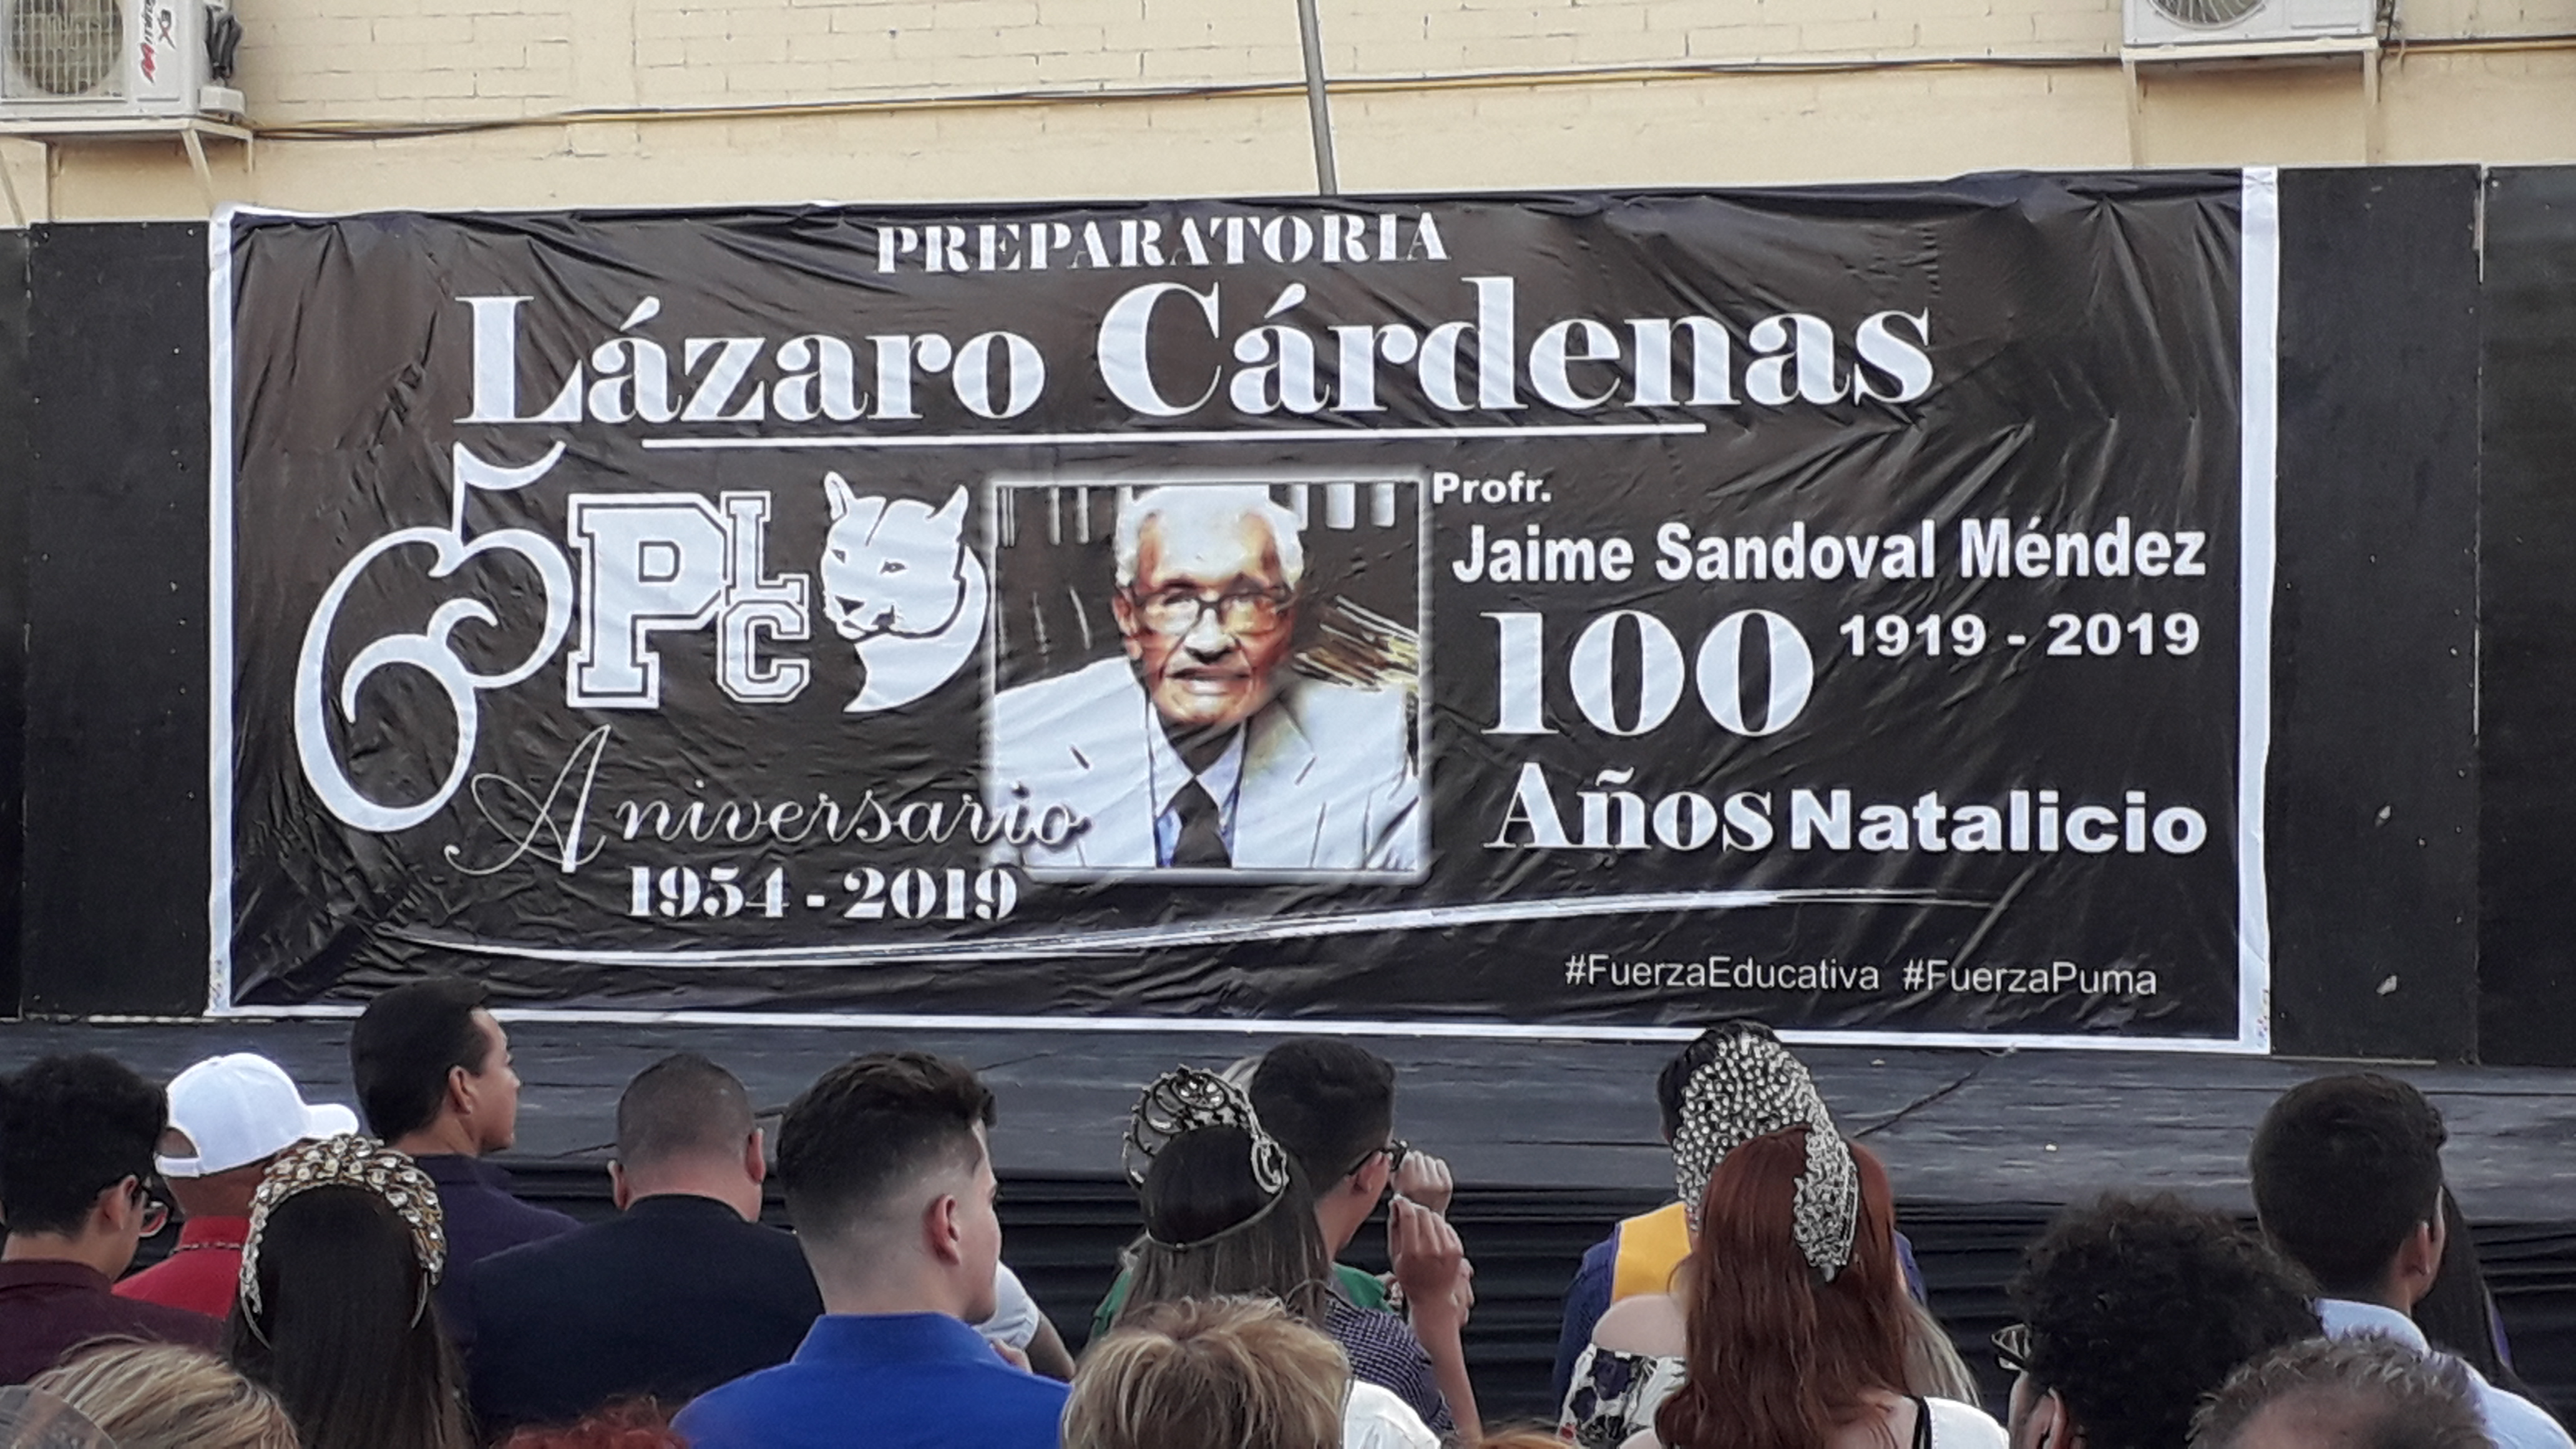 PREPARATORIA
Lázaro Cárdenas
65
PLC
Aniversario
1954 - 2019
Profr.
Jaime Sandoval Méndez
100 1919 - 2019
Años Natalicio
#FuerzaEducativa #FuerzaPuma